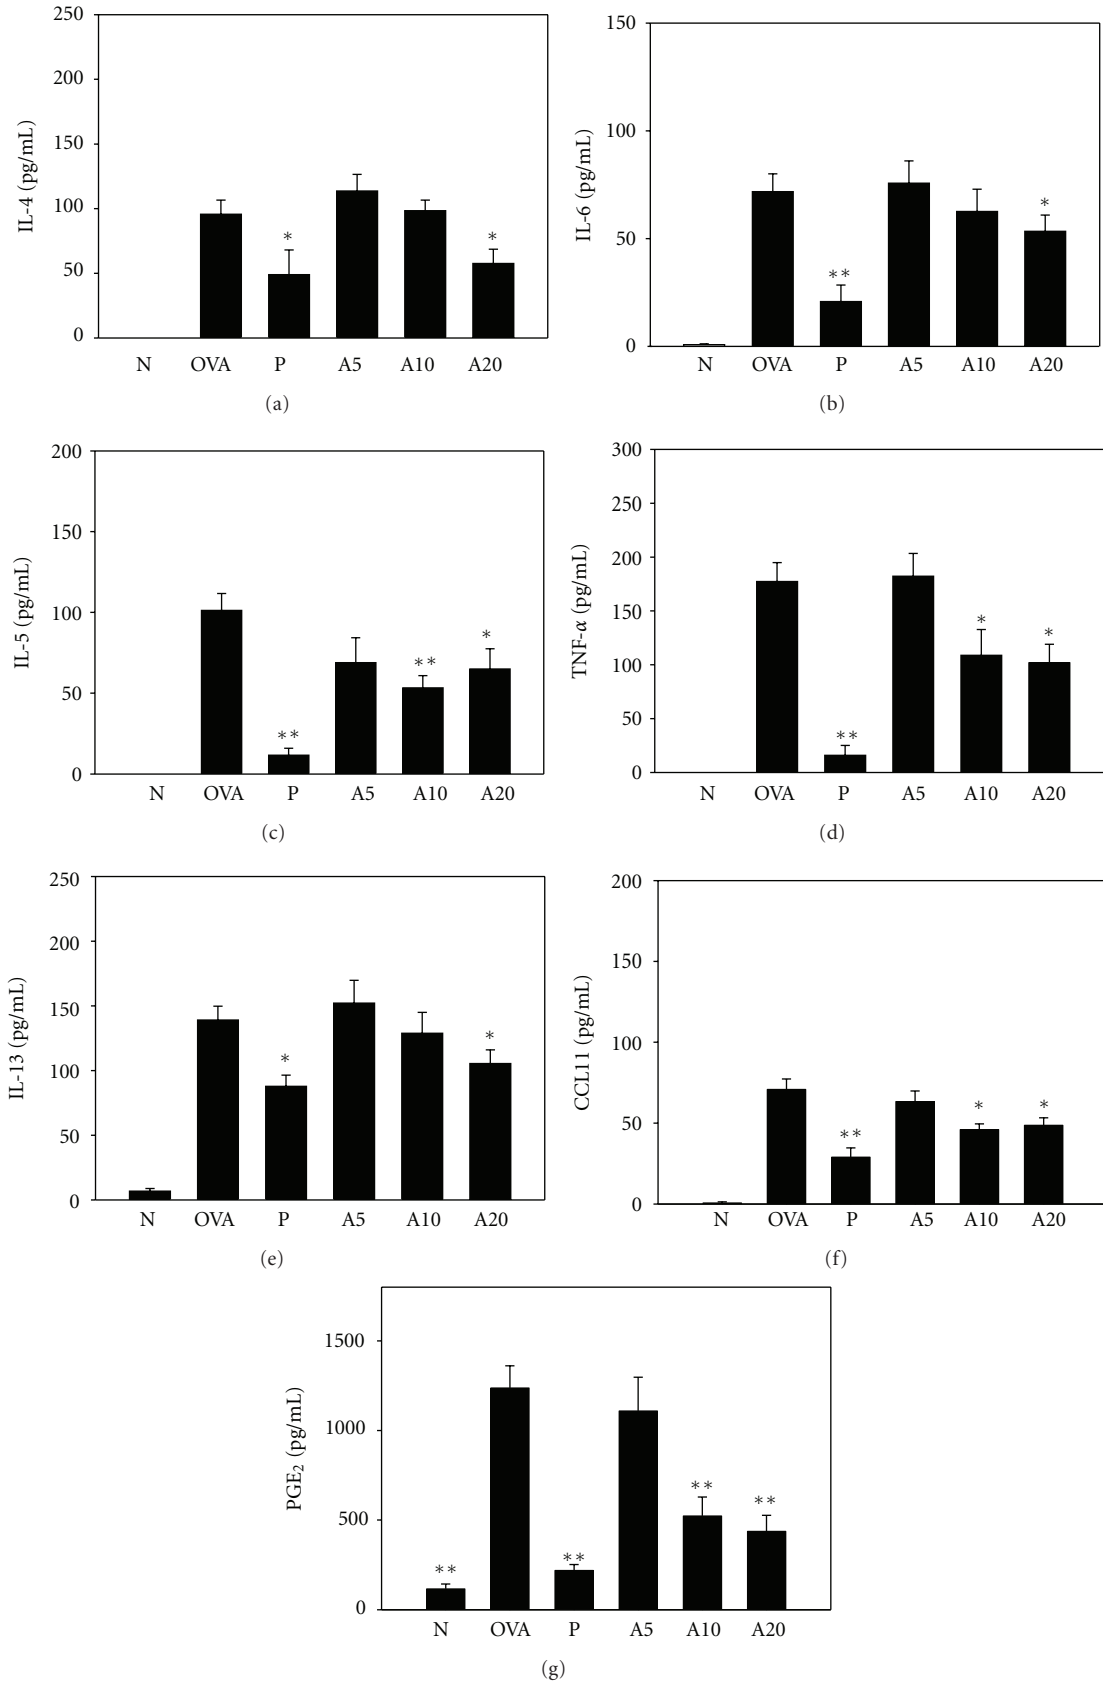 250
200
150
100
50
0
IL-4 (pg/mL)
*
*
N OVA P A5 A10 A20
(a)
150
100
50
0
IL-6 (pg/mL)
**
*
N OVA P A5 A10 A20
(b)
200
150
100
50
0
IL-5 (pg/mL)
**
**
*
N OVA P A5 A10 A20
(c)
300
250
200
150
100
50
0
TNF-α (pg/mL)
**
*
*
N OVA P A5 A10 A20
(d)
250
200
150
100
50
0
IL-13 (pg/mL)
*
*
N OVA P A5 A10 A20
(e)
200
150
100
50
0
CCL11 (pg/mL)
**
*
*
N OVA P A5 A10 A20
(f)
1500
1000
500
0
PGE₂ (pg/mL)
**
**
**
**
N OVA P A5 A10 A20
(g)